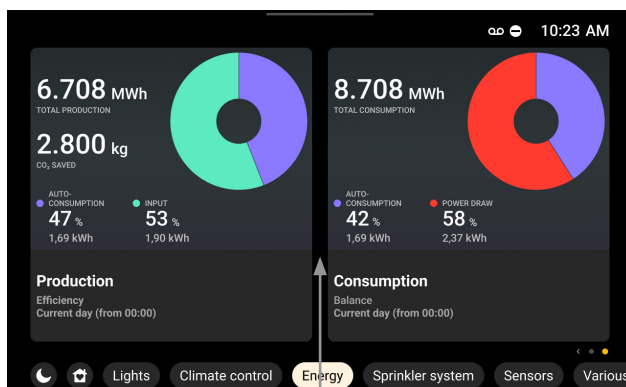 10:23 AM
6.708 MWh
TOTAL PRODUCTION
2.800 kg
CO₂ SAVED
AUTO-
CONSUMPTION
INPUT
47 %
53 %
1,69 kWh
1,90 kWh
Production
Efficiency
Current day (from 00:00)
8.708 MWh
TOTAL CONSUMPTION
AUTO-
CONSUMPTION
POWER DRAW
42 %
58 %
1,69 kWh
2,37 kWh
Consumption
Balance
Current day (from 00:00)
Lights Climate control Energy Sprinkler system Sensors Various